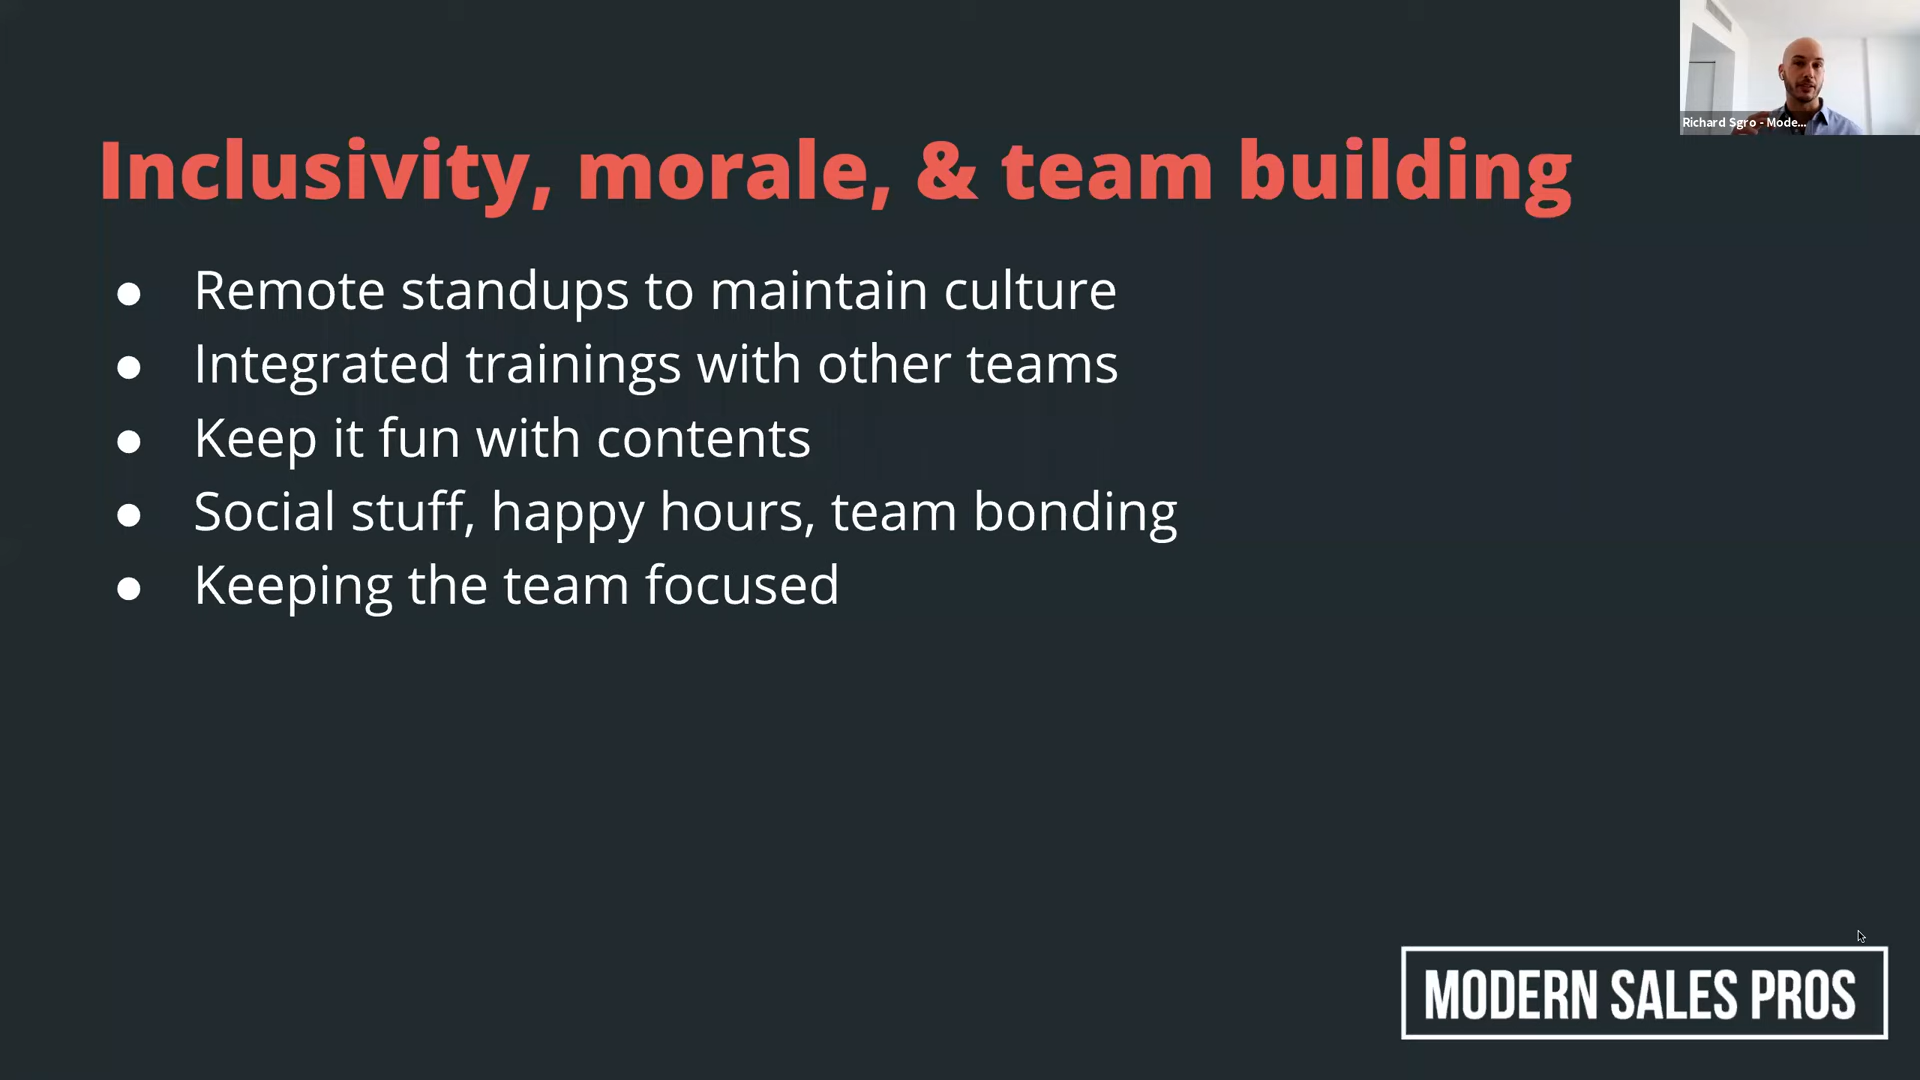 Richard Sgro - Mode...
Inclusivity, morale, & team building
● Remote standups to maintain culture
● Integrated trainings with other teams
● Keep it fun with contents
● Social stuff, happy hours, team bonding
● Keeping the team focused
MODERN SALES PROS